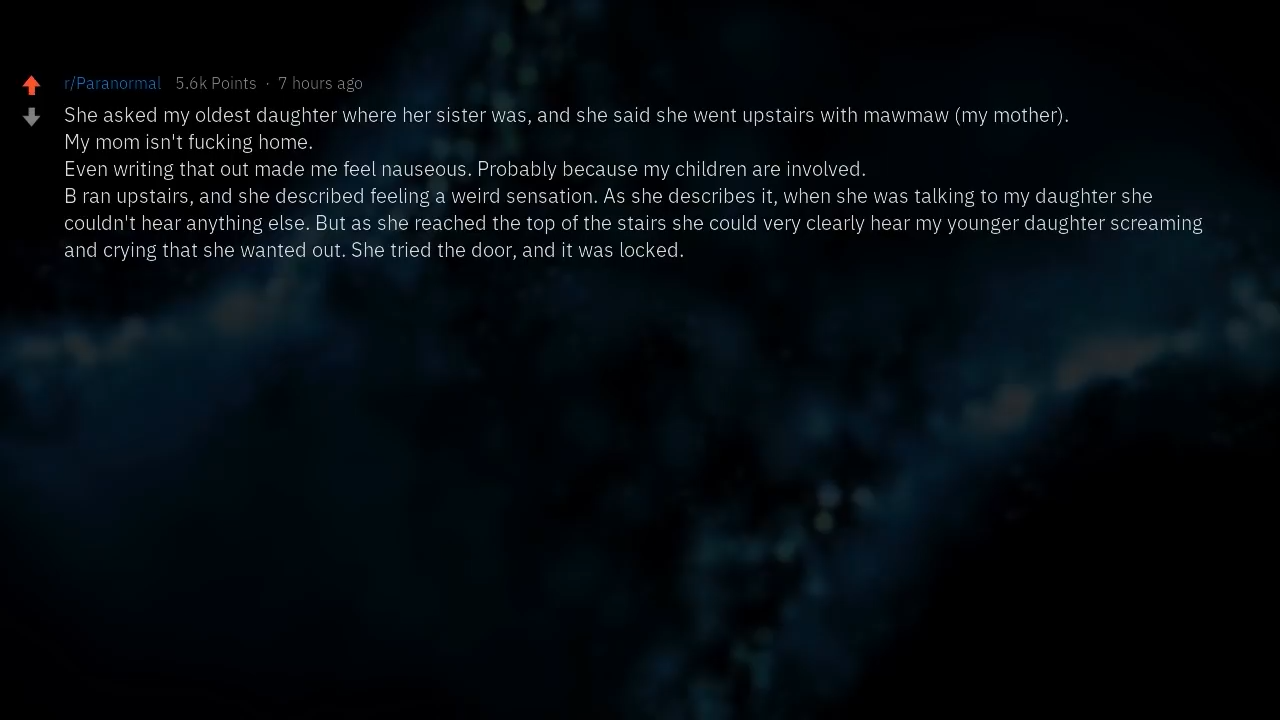 r/Paranormal 5.6k Points · 7 hours ago
She asked my oldest daughter where her sister was, and she said she went upstairs with mawmaw (my mother).
My mom isn't fucking home.
Even writing that out made me feel nauseous. Probably because my children are involved.
B ran upstairs, and she described feeling a weird sensation. As she describes it, when she was talking to my daughter she
couldn't hear anything else. But as she reached the top of the stairs she could very clearly hear my younger daughter screaming
and crying that she wanted out. She tried the door, and it was locked.